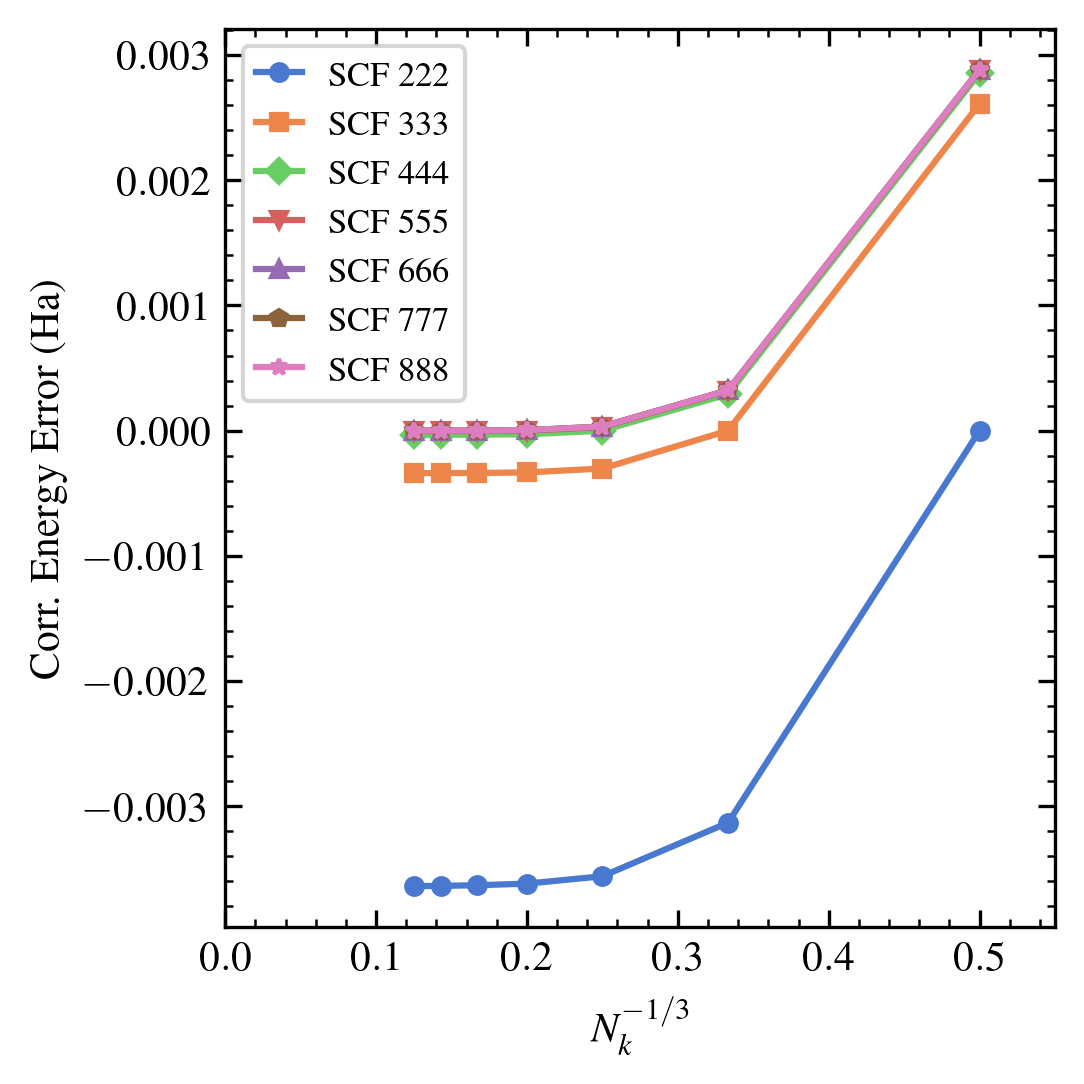 0.003
0.002
0.001
0.000
−0.001
−0.002
−0.003
Corr. Energy Error (Ha)
SCF 222
SCF 333
SCF 444
SCF 555
SCF 666
SCF 777
SCF 888
0.0 0.1 0.2 0.3 0.4 0.5
$N_k^{-1/3}$